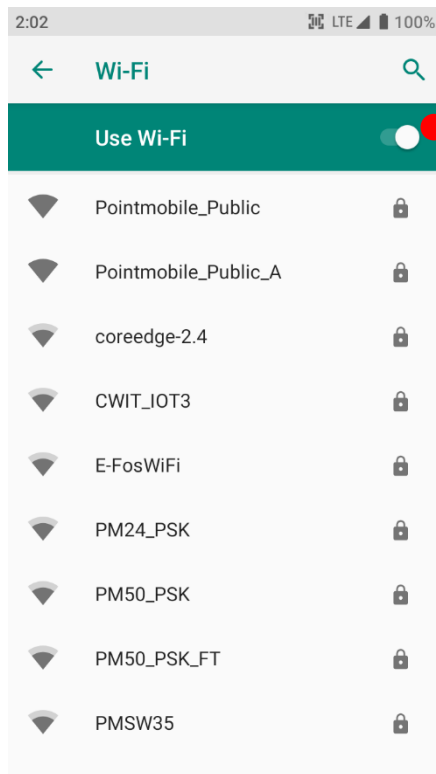 2:02 LTE 100%
Wi-Fi
Use Wi-Fi
Pointmobile_Public
Pointmobile_Public_A
coreedge-2.4
CWIT_IOT3
E-FosWiFi
PM24_PSK
PM50_PSK
PM50_PSK_FT
PMSW35